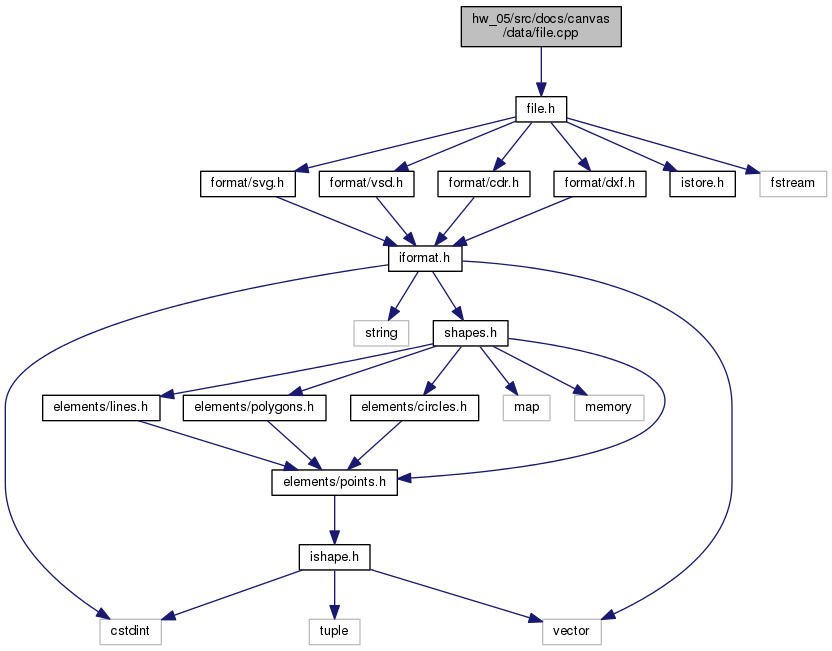 hw_05/src/docs/canvas
/data/file.cpp
file.h
format/svg.h
format/vsd.h
format/cdr.h
format/dxf.h
istore.h
fstream
iformat.h
string
shapes.h
elements/lines.h
elements/polygons.h
elements/circles.h
map
memory
elements/points.h
ishape.h
cstdint
tuple
vector